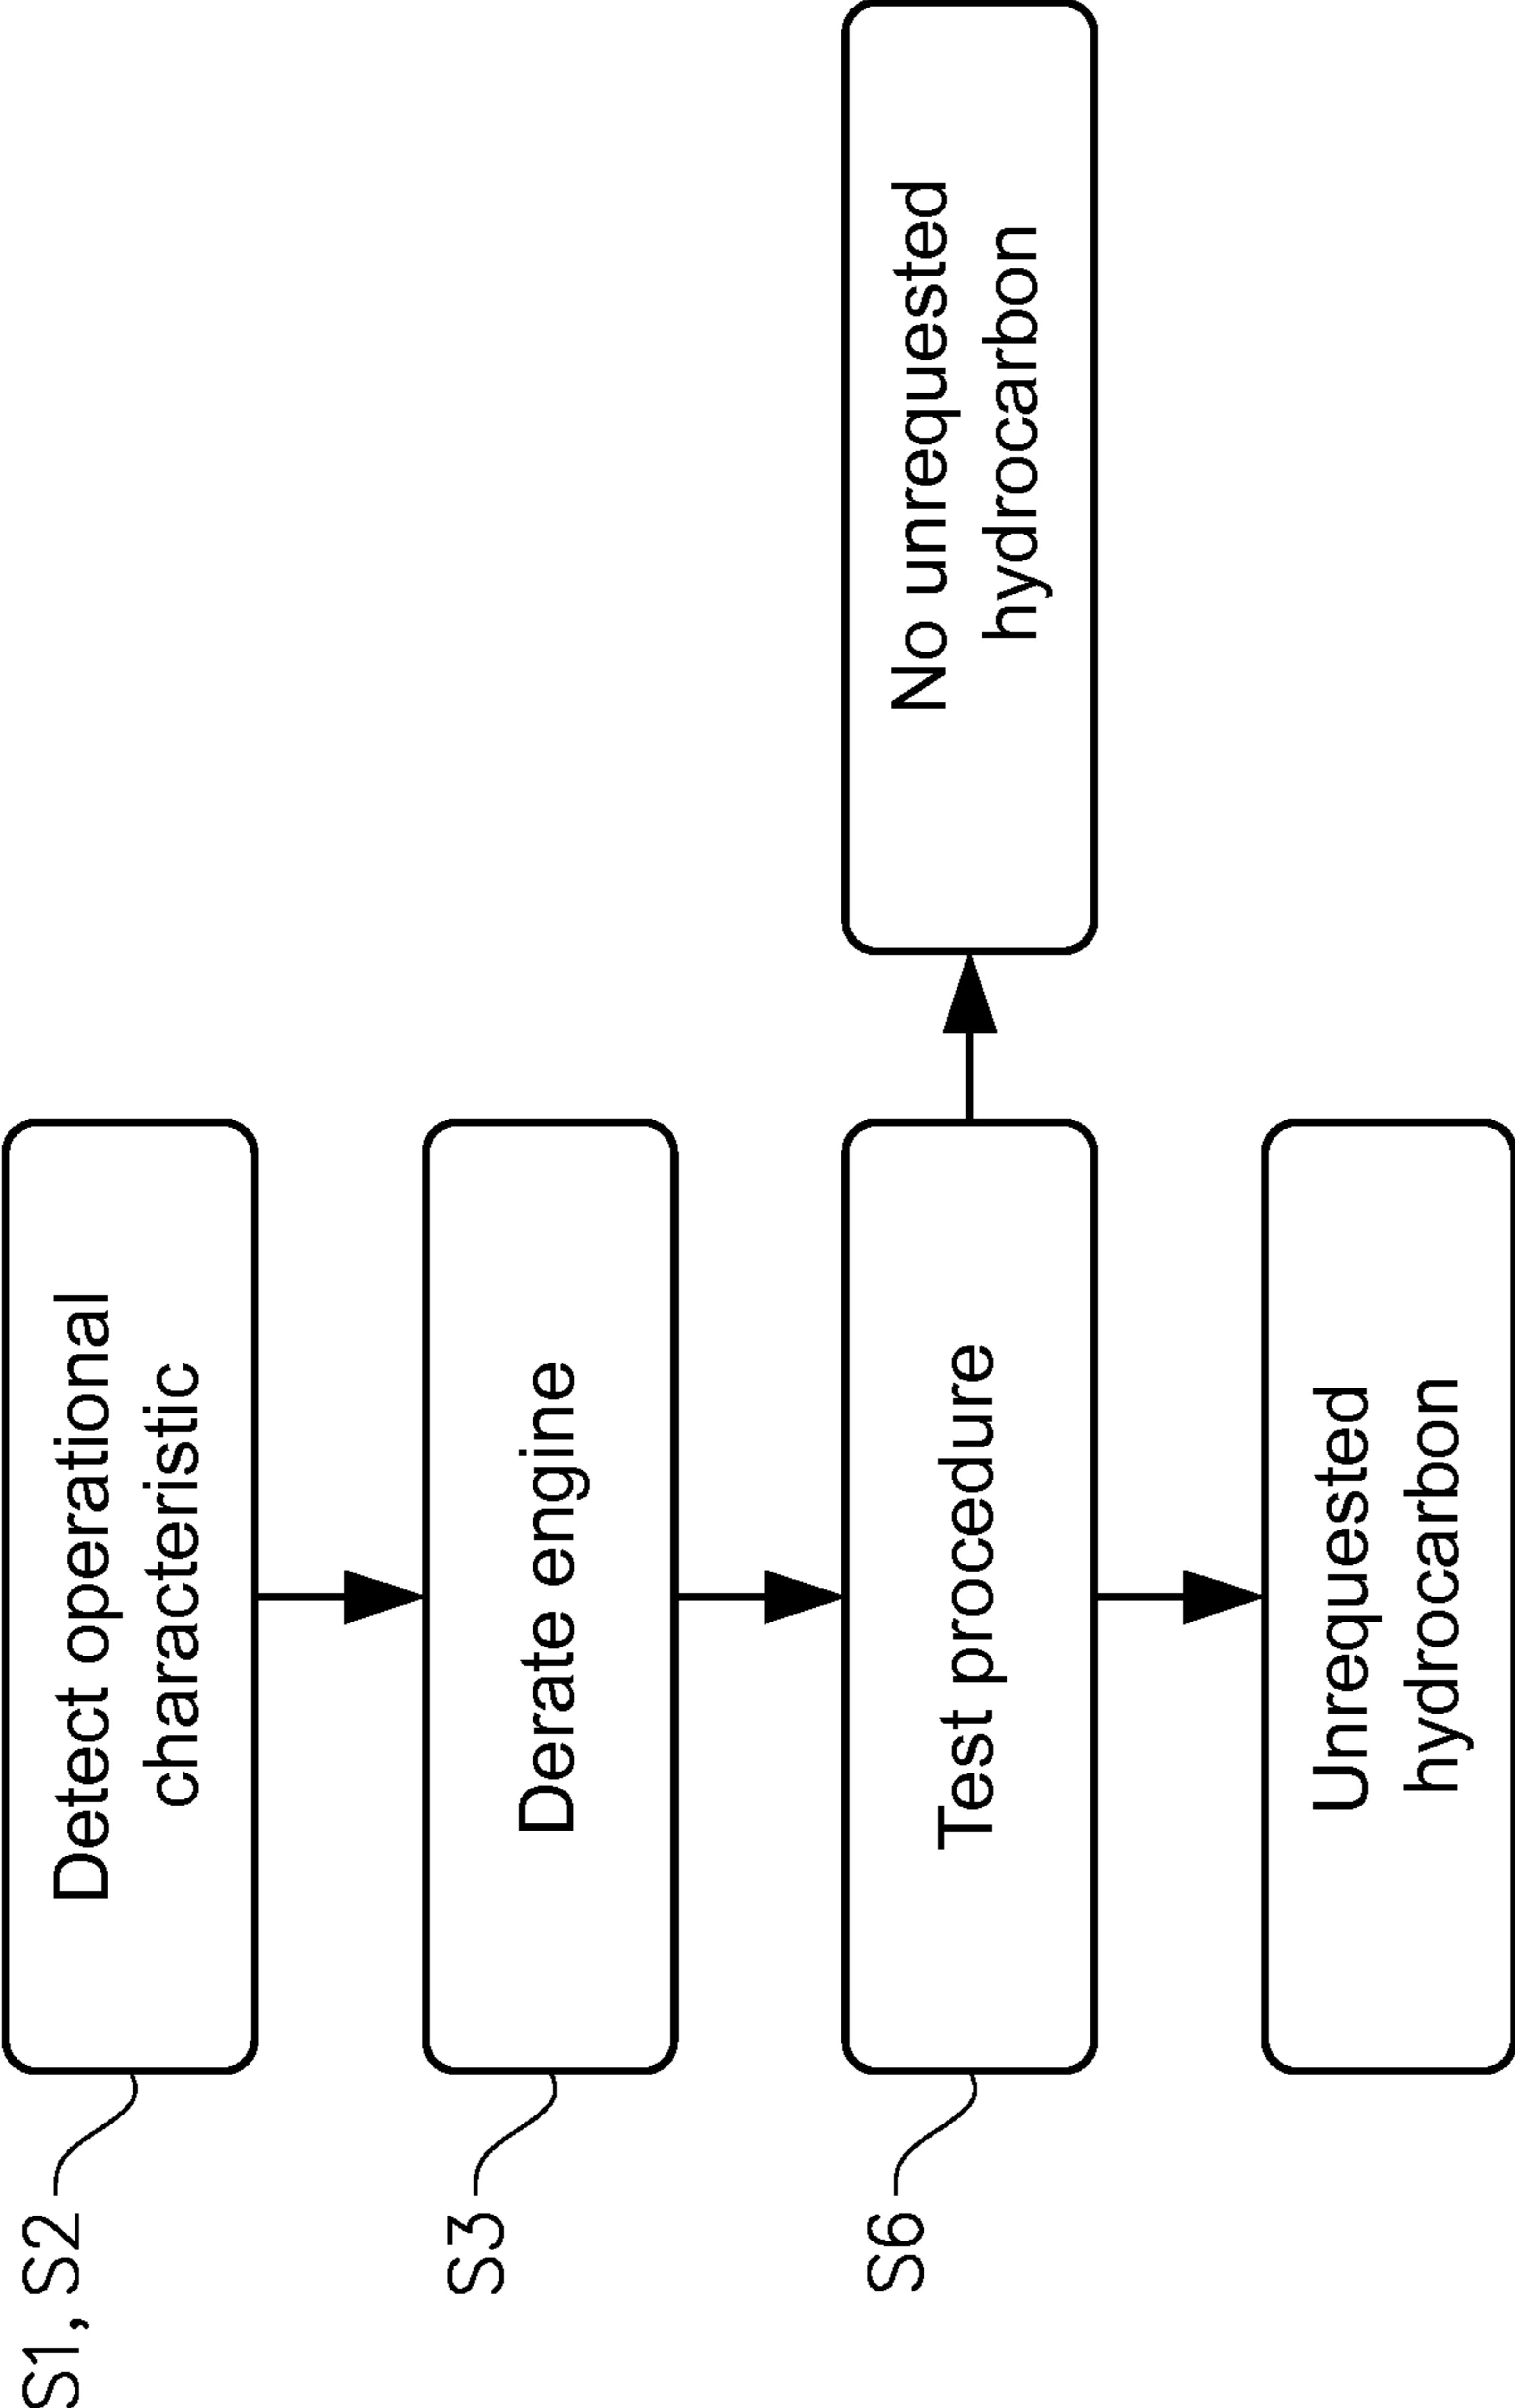 S1, S2
Detect operational
characteristic
S3
Derate engine
S6
Test procedure
No unrequested
hydrocarbon
Unrequested
hydrocarbon